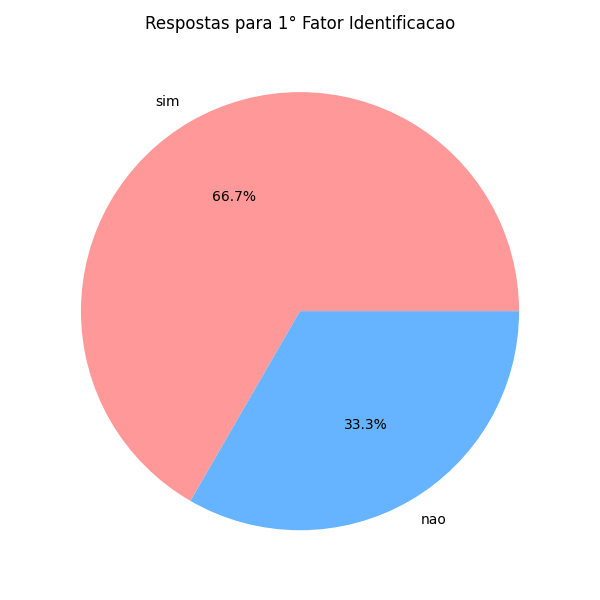 Respostas para 1° Fator Identificacao
sim
66.7%
33.3%
nao